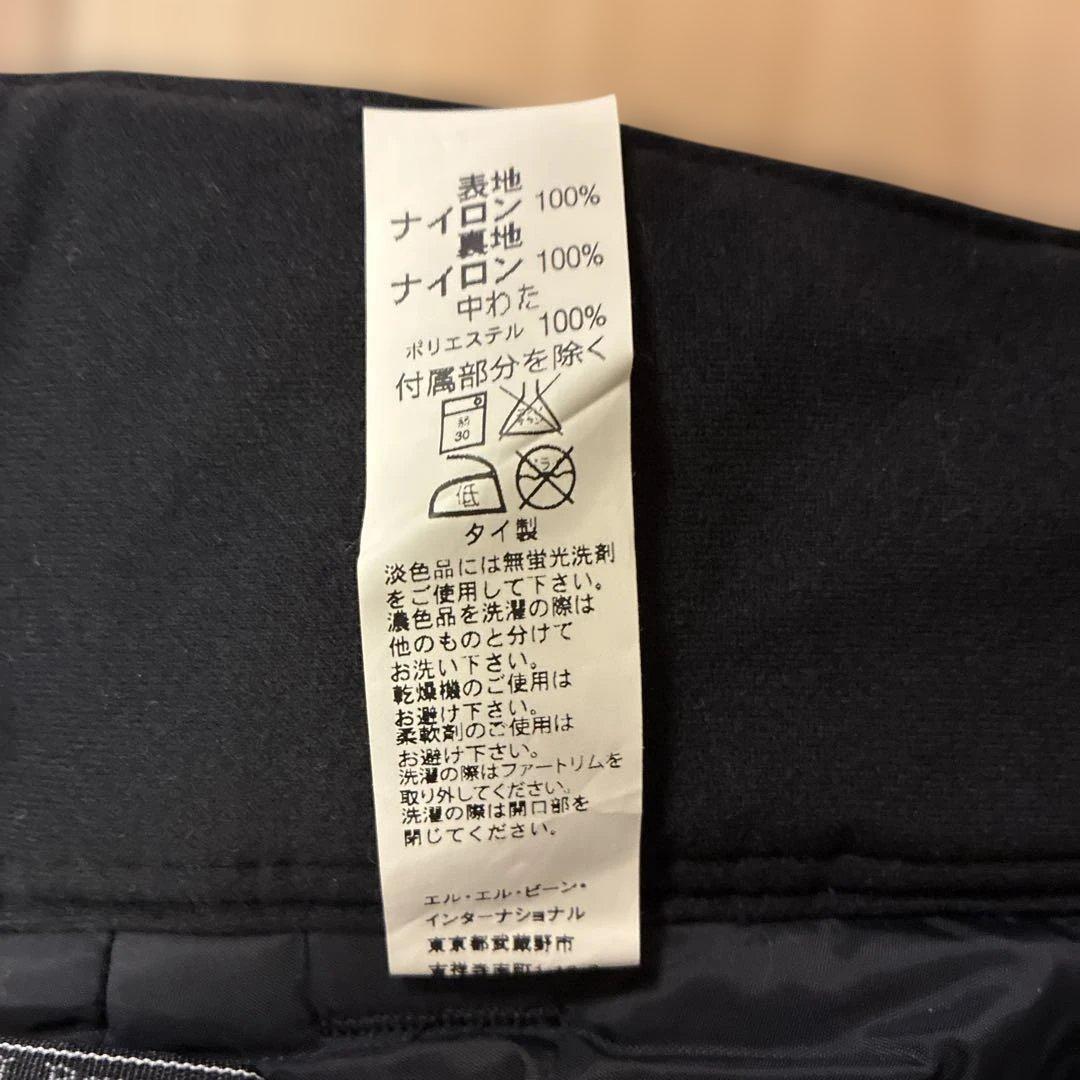 表地
ナイロン 100%
裏地
ナイロン 100%
中わた
ポリエステル 100%
付属部分を除く
弱
30
低
タイ製
淡色品には無蛍光洗剤
をご使用して下さい。
濃色品を洗濯の際は
他のものと分けて
お洗い下さい。
乾燥機のご使用は
お避け下さい。
柔軟剤のご使用は
お避け下さい。
洗濯の際はファートリムを
取り外してください。
洗濯の際は開口部を
閉じてください。
エル・エル・ビーン・
インターナショナル
東京都武蔵野市